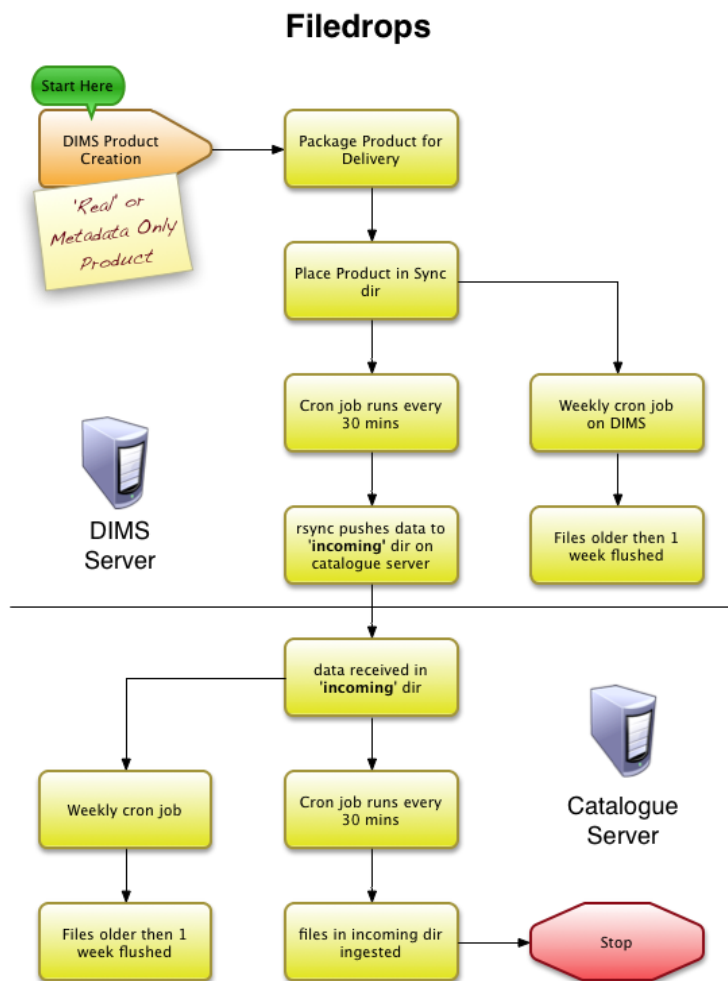 Filedrops
Start Here
DIMS Product
Creation
'Real' or
Metadata Only
Product
Package Product for
Delivery
Place Product in Sync
dir
Cron job runs every
30 mins
Weekly cron job
on DIMS
DIMS
Server
rsync pushes data to
'incoming' dir on
catalogue server
Files older then 1
week flushed
data received in
'incoming' dir
Weekly cron job
Cron job runs every
30 mins
Catalogue
Server
Files older then 1
week flushed
files in incoming dir
ingested
Stop